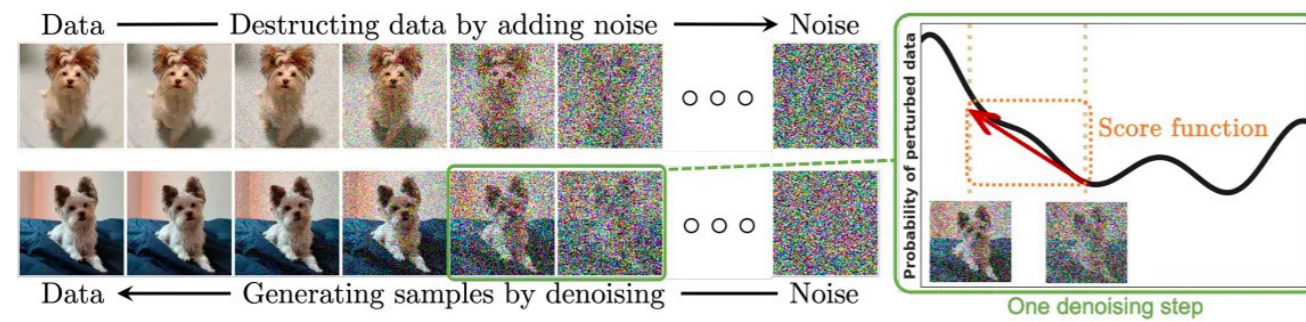 Data
Destructing data by adding noise
Noise
Data
Generating samples by denoising
Noise
Probability of perturbed data
Score function
One denoising step